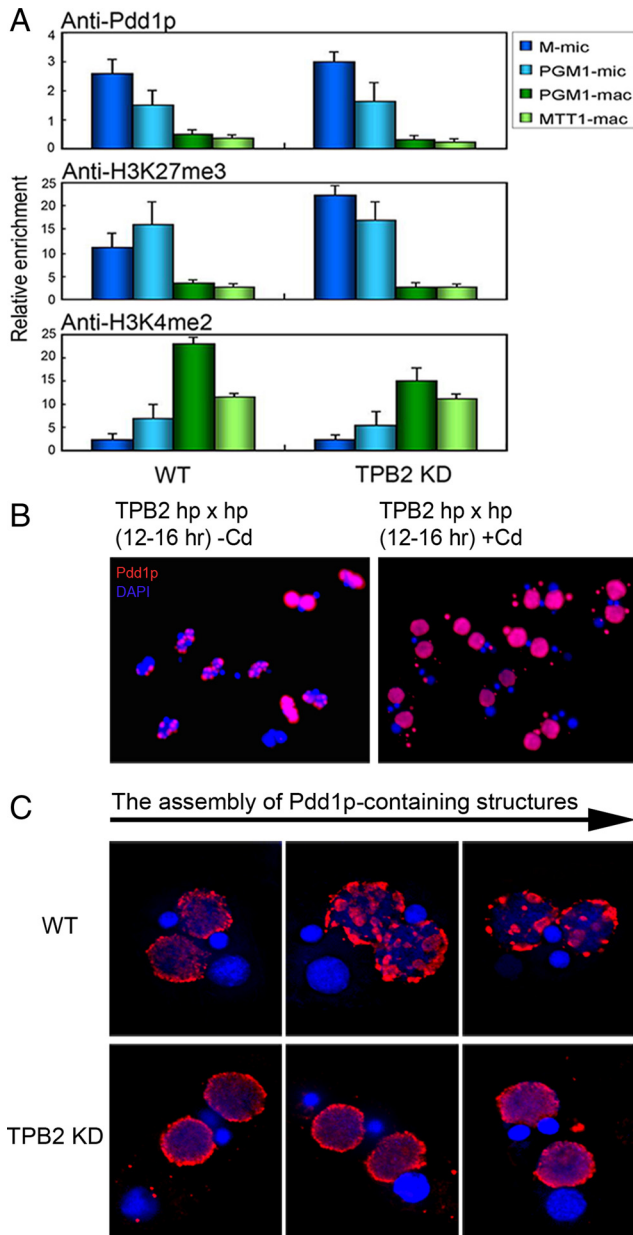 A
Anti-Pdd1p
4
3
2
1
0
M-mic
PGM1-mic
PGM1-mac
MTT1-mac
Anti-H3K27me3
25
20
15
10
5
0
Relative enrichment
Anti-H3K4me2
25
20
15
10
5
0
WT TPB2 KD
B
TPB2 hp x hp
(12-16 hr) -Cd
TPB2 hp x hp
(12-16 hr) +Cd
Pdd1p
DAPI
C
The assembly of Pdd1p-containing structures
WT
TPB2 KD